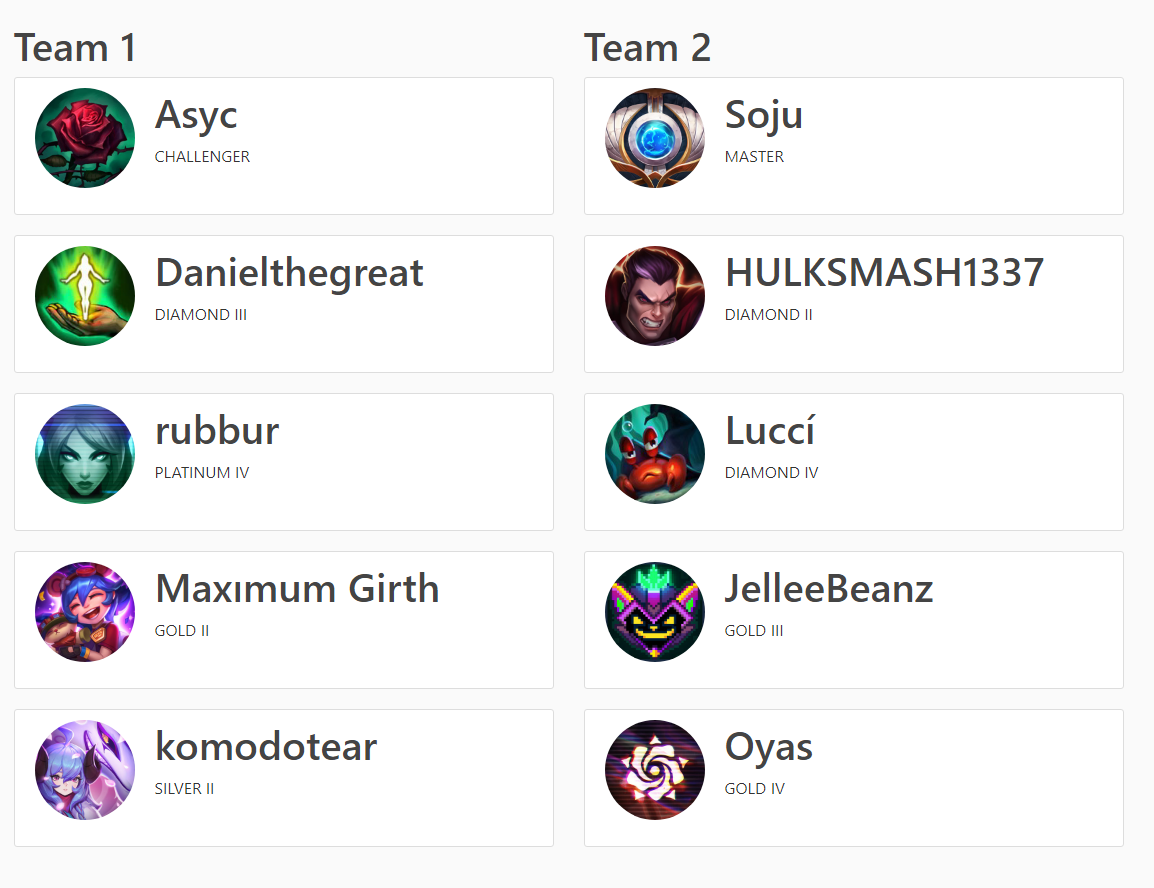 Team 1
Asyc
CHALLENGER
Danielthegreat
DIAMOND III
rubbur
PLATINUM IV
Maxımum Girth
GOLD II
komodotear
SILVER II
Team 2
Soju
MASTER
HULKSMASH1337
DIAMOND II
Luccí
DIAMOND IV
JelleeBeanz
GOLD III
Oyas
GOLD IV